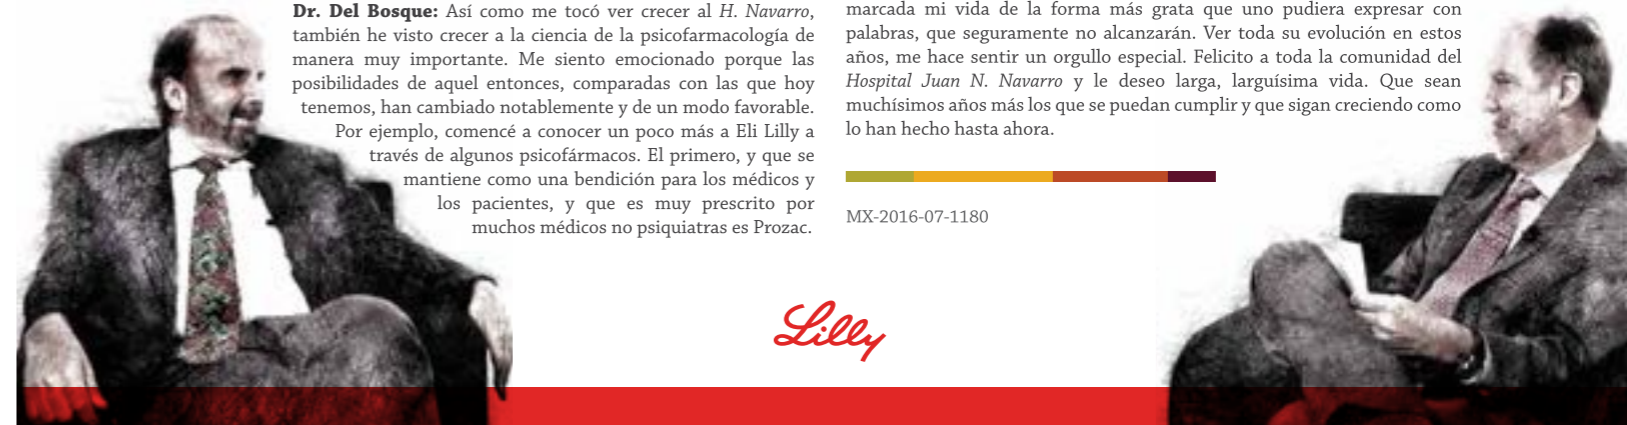 Dr. Del Bosque: Así como me tocó ver crecer al H. Navarro,
también he visto crecer a la ciencia de la psicofarmacología de
manera muy importante. Me siento emocionado porque las
posibilidades de aquel entonces, comparadas con las que hoy
tenemos, han cambiado notablemente y de un modo favorable.
Por ejemplo, comencé a conocer un poco más a Eli Lilly a
través de algunos psicofármacos. El primero, y que se
mantiene como una bendición para los médicos y
los pacientes, y que es muy prescrito por
muchos médicos no psiquiatras es Prozac.
marcada mi vida de la forma más grata que uno pudiera expresar con
palabras, que seguramente no alcanzarán. Ver toda su evolución en estos
años, me hace sentir un orgullo especial. Felicito a toda la comunidad del
Hospital Juan N. Navarro y le deseo larga, larguísima vida. Que sean
muchísimos años más los que se puedan cumplir y que sigan creciendo como
lo han hecho hasta ahora.
MX-2016-07-1180
Lilly